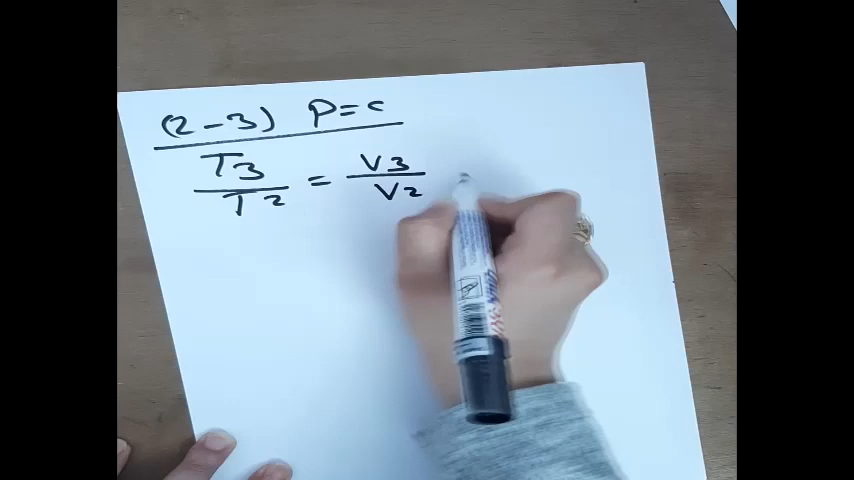 (2-3) P=c
T3/T2 = V3/V2